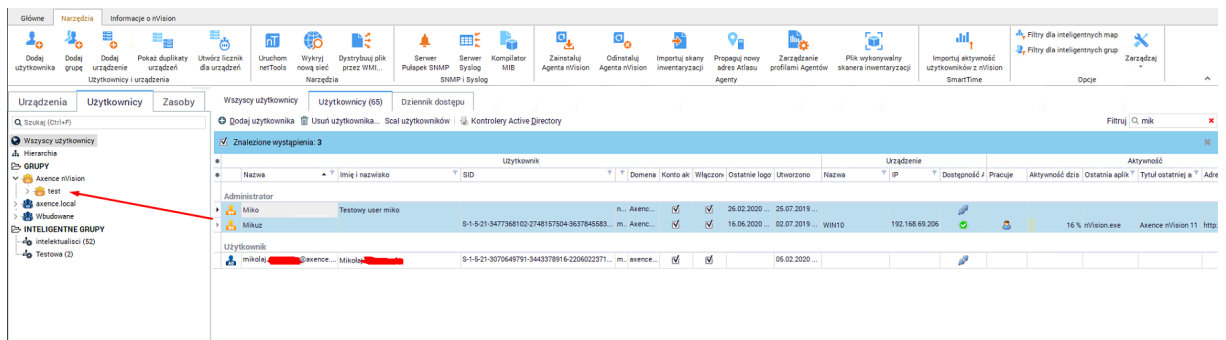 Główne Narzędzia Informacje o nVision
Dodaj użytkownika
Dodaj grupę
Dodaj urządzenie
Pokaż duplikaty urządzeń
Utwórz licznik dla urządzeń
Uruchom netTools
Wykryj nową sieć
Dystrybuuj plik przez WMI...
Serwer Pułapek SNMP
Serwer Syslog
Kompilator MIB
Zainstaluj Agenta nVision
Odinstaluj Agenta nVision
Importuj skany inwentaryzacji
Propaguj nowy adres Atlasu
Zarządzanie profilami Agentów
Plik wykonywalny skanera inwentaryzacji
Importuj aktywność użytkowników z nVision
Filtry dla inteligentnych map
Filtry dla inteligentnych grup
Zarządzaj
Użytkownicy i urządzenia Narzędzia SNMP i Syslog Agenty SmartTime Opcje
Urządzenia Użytkownicy Zasoby
Wszyscy użytkownicy Użytkownicy (65) Dziennik dostępu
Szukaj (Ctrl+F)
Dodaj użytkownika Usuń użytkownika... Scal użytkowników Kontrolery Active Directory Filtruj mik
Wszyscy użytkownicy
Hierarchia
GRUPY
Axence nVision
test
axence.local
Wbudowane
INTELIGENTNE GRUPY
intelektualisci (52)
Testowa (2)
Znalezione wystąpienia: 3
Użytkownik Urządzenie Aktywność
Nazwa Imię i nazwisko SID Domena Konto ak Włączon Ostatnie logo Utworzono Nazwa IP Dostępność A Pracuje Aktywność dzis Ostatnia aplik Tytuł ostatniej a Adre
Administrator
Miko Testowy user miko n... Axenc... 26.02.2020 ... 25.07.2019 ...
Mikuz S-1-5-21-3477368102-2748157504-3637845583... m.. Axenc... 16.06.2020 ... 02.07.2019 ... WIN10 192.168.69.206 16 % nVision.exe Axence nVision 11 http:
Użytkownik
mikolaj. @axence.... Mikołaj S-1-5-21-3070649791-3443378916-2206022371... m.. axence... 05.02.2020 ...